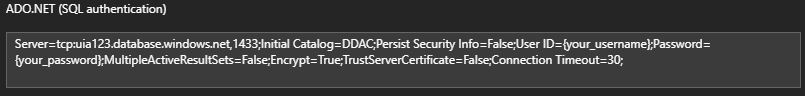 ADO.NET (SQL authentication)
Server=tcp:uia123.database.windows.net,1433;Initial Catalog=DDAC;Persist Security Info=False;User ID={your_username};Password=
{your_password};MultipleActiveResultSets=False;Encrypt=True;TrustServerCertificate=False;Connection Timeout=30;